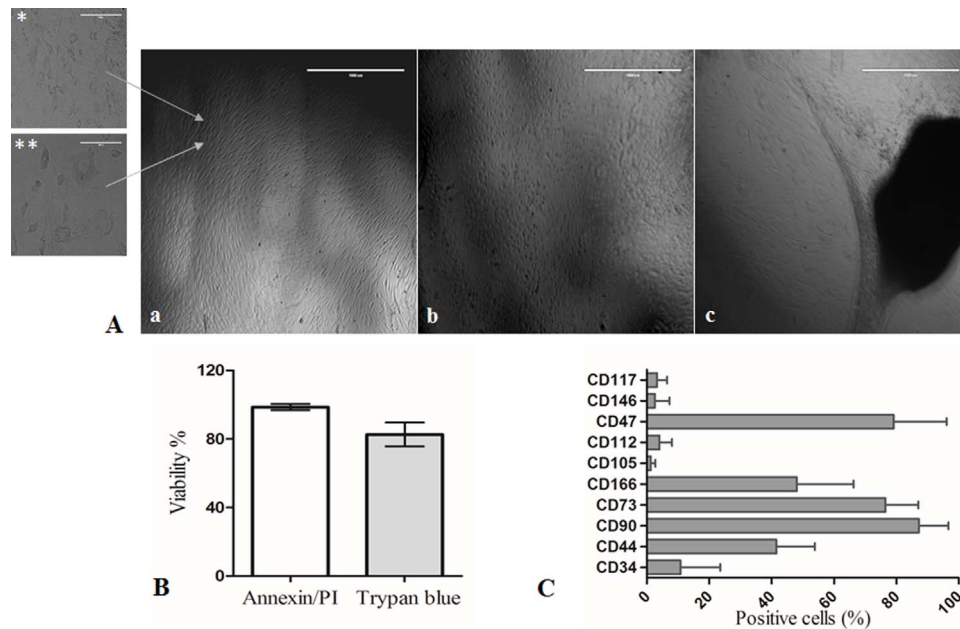 *
**
a
b
c
A
120
80
40
0
Viability %
Annexin/PI
Trypan blue
B
CD117
CD146
CD47
CD112
CD105
CD166
CD73
CD90
CD44
CD34
0
20
40
60
80
100
Positive cells (%)
C